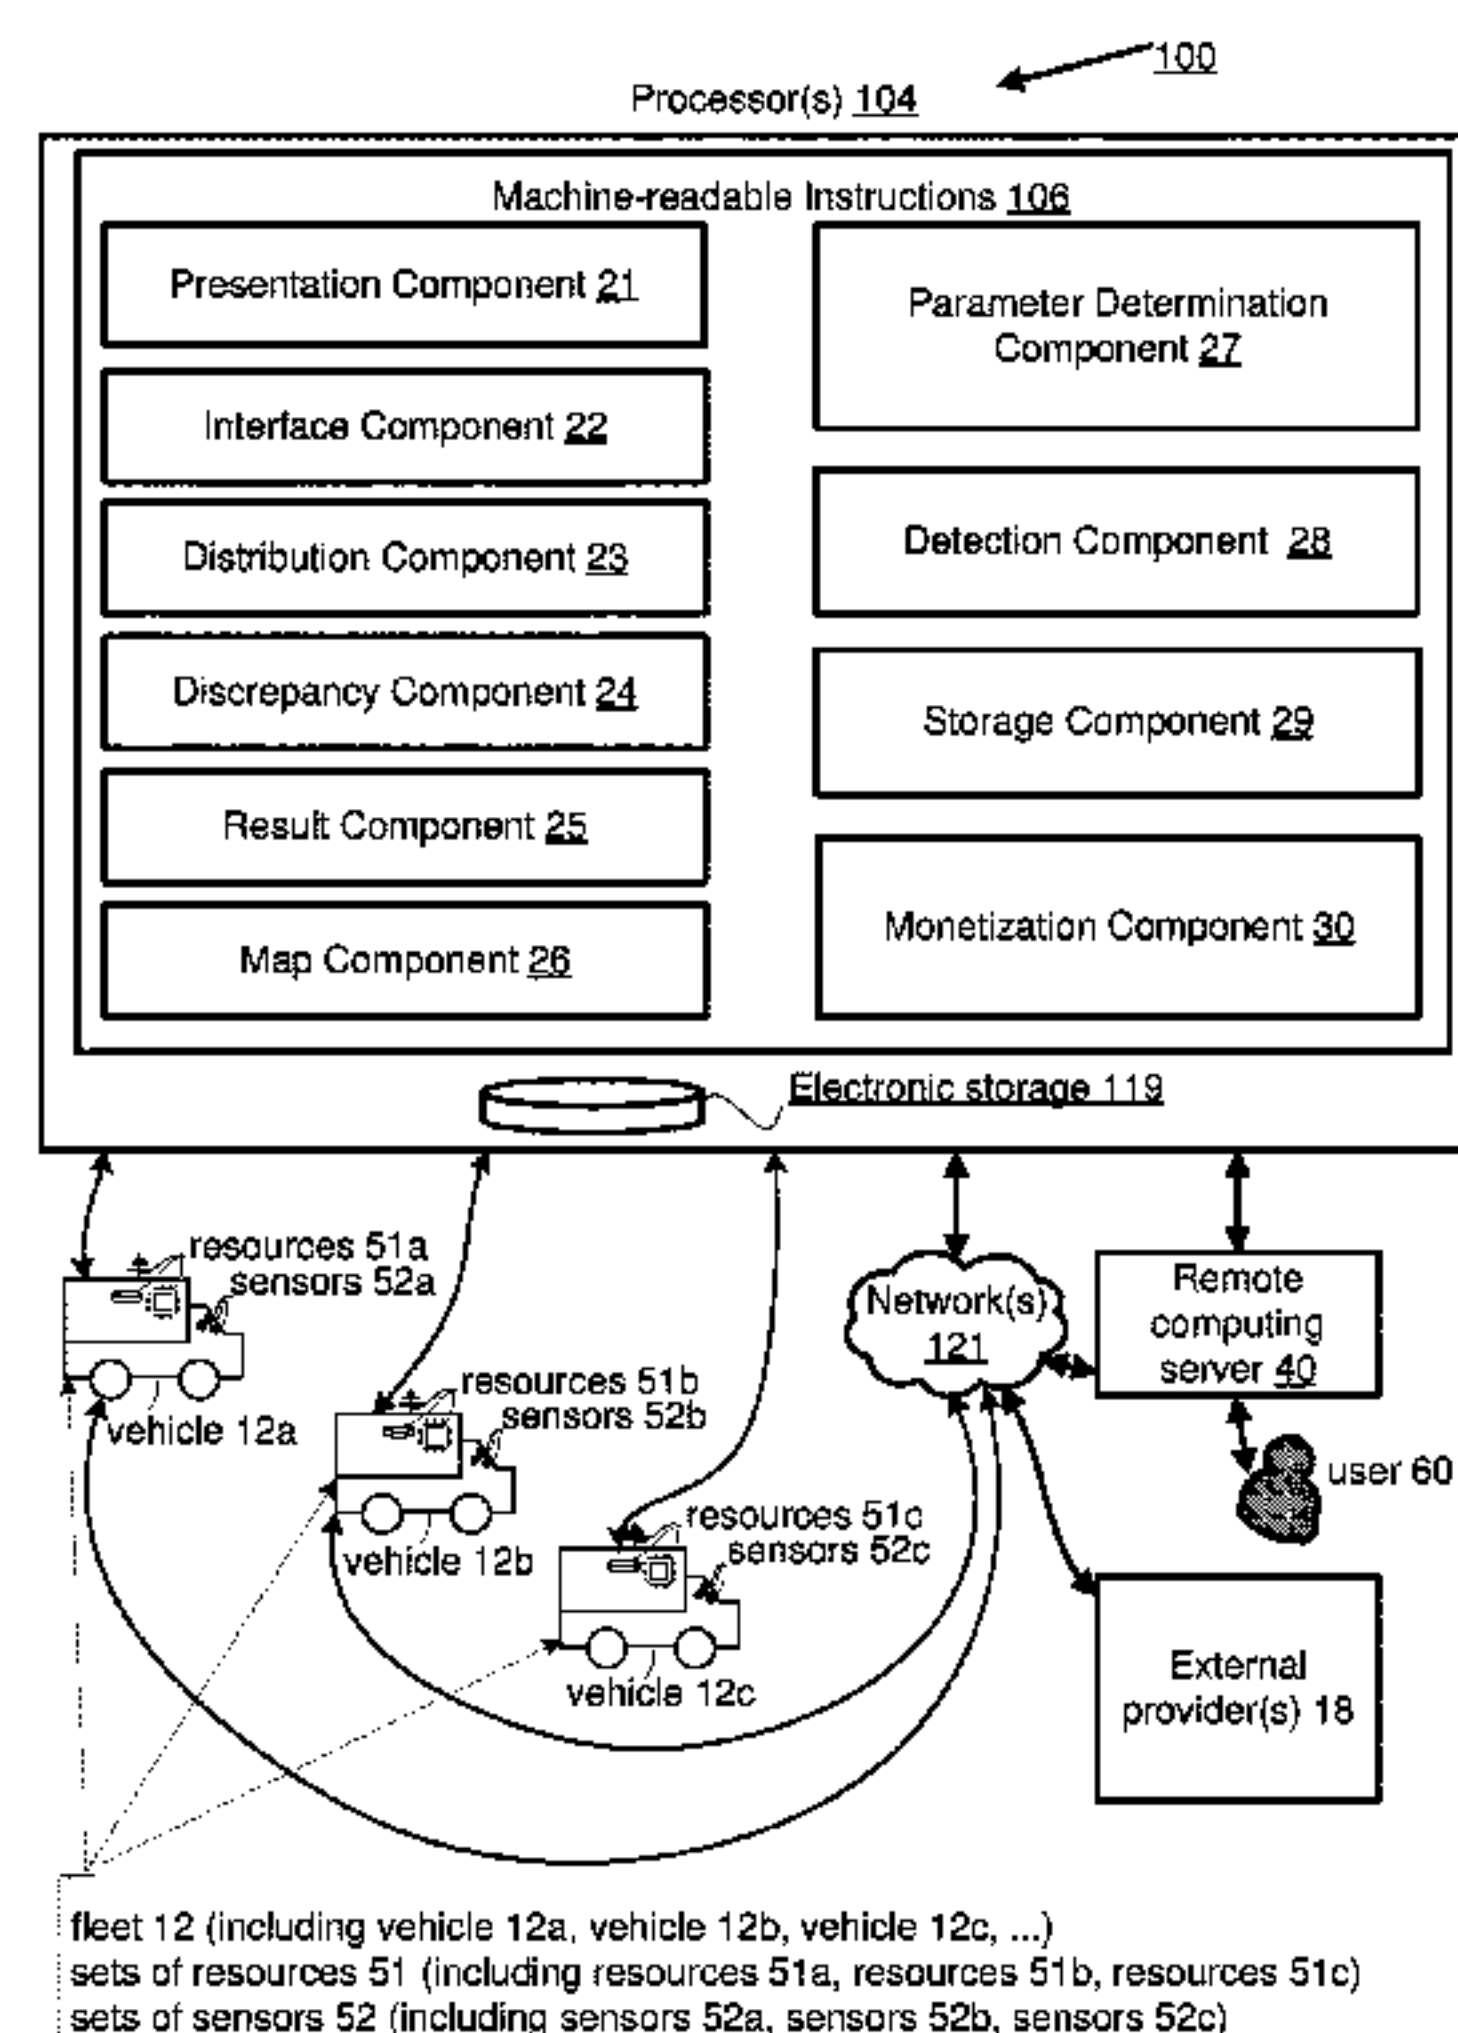 100
Processor(s) 104
Machine-readable Instructions 106
Presentation Component 21
Interface Component 22
Distribution Component 23
Discrepancy Component 24
Result Component 25
Map Component 26
Parameter Determination
Component 27
Detection Component 28
Storage Component 29
Monetization Component 30
Electronic storage 119
resources 51a
sensors 52a
vehicle 12a
resources 51b
sensors 52b
vehicle 12b
resources 51c
sensors 52c
vehicle 12c
Network(s)
121
Remote
computing
server 40
user 60
External
provider(s) 18
fleet 12 (including vehicle 12a, vehicle 12b, vehicle 12c, ...)
sets of resources 51 (including resources 51a, resources 51b, resources 51c)
sets of sensors 52 (including sensors 52a, sensors 52b, sensors 52c)